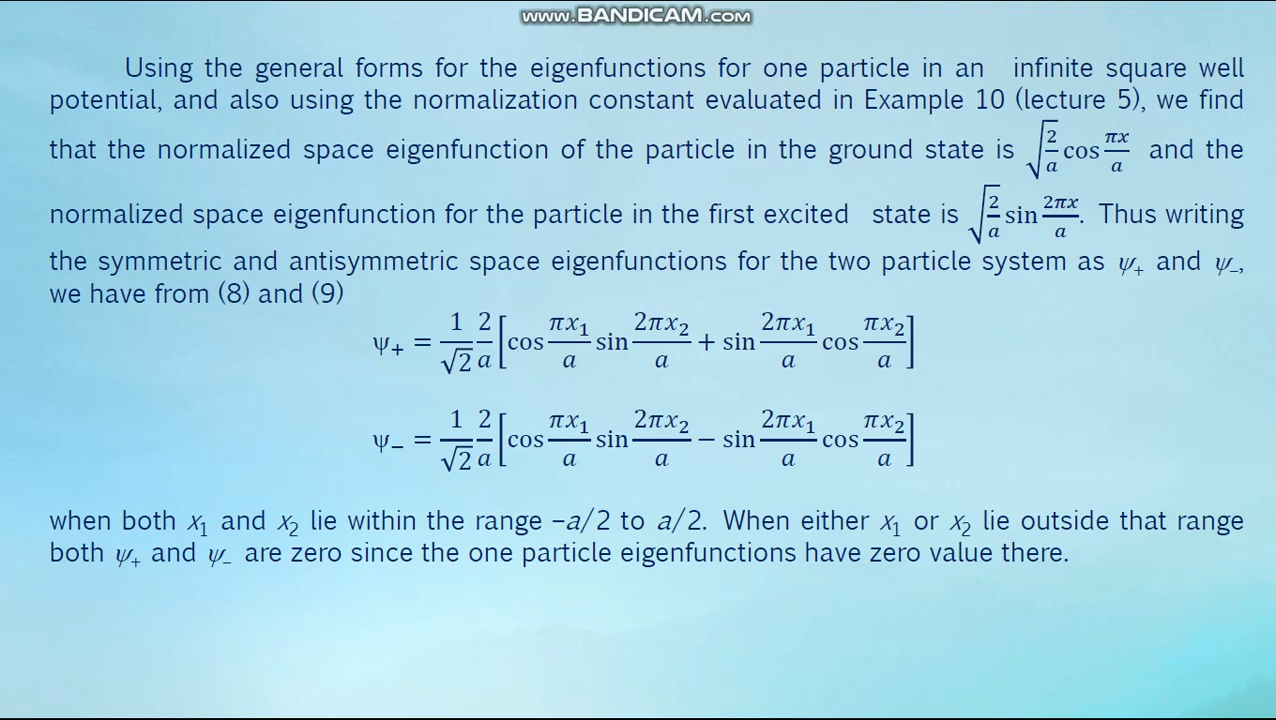 www.BANDICAM.com
Using the general forms for the eigenfunctions for one particle in an infinite square well
potential, and also using the normalization constant evaluated in Example 10 (lecture 5), we find
that the normalized space eigenfunction of the particle in the ground state is √(2/a) cos πx/a and the
normalized space eigenfunction for the particle in the first excited state is √(2/a) sin 2πx/a. Thus writing
the symmetric and antisymmetric space eigenfunctions for the two particle system as ψ₊ and ψ₋,
we have from (8) and (9)
ψ₊ = 1/√2 2/a [cos πx₁/a sin 2πx₂/a + sin 2πx₁/a cos πx₂/a]
ψ₋ = 1/√2 2/a [cos πx₁/a sin 2πx₂/a − sin 2πx₁/a cos πx₂/a]
when both x₁ and x₂ lie within the range –a/2 to a/2. When either x₁ or x₂ lie outside that range
both ψ₊ and ψ₋ are zero since the one particle eigenfunctions have zero value there.